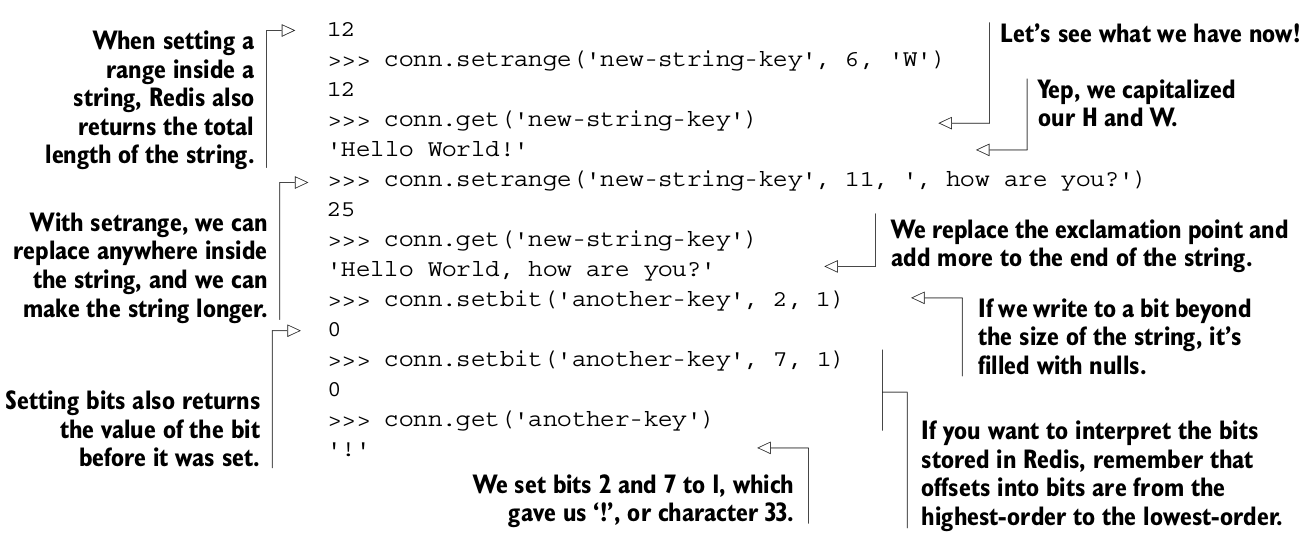 12
>>> conn.setrange('new-string-key', 6, 'W')
12
>>> conn.get('new-string-key')
'Hello World!'
>>> conn.setrange('new-string-key', 11, ', how are you?')
25
>>> conn.get('new-string-key')
'Hello World, how are you?'
>>> conn.setbit('another-key', 2, 1)
0
>>> conn.setbit('another-key', 7, 1)
0
>>> conn.get('another-key')
'!'
When setting a
range inside a
string, Redis also
returns the total
length of the string.
With setrange, we can
replace anywhere inside
the string, and we can
make the string longer.
Setting bits also returns
the value of the bit
before it was set.
Let’s see what we have now!
Yep, we capitalized
our H and W.
We replace the exclamation point and
add more to the end of the string.
If we write to a bit beyond
the size of the string, it’s
filled with nulls.
If you want to interpret the bits
stored in Redis, remember that
offsets into bits are from the
highest-order to the lowest-order.
We set bits 2 and 7 to 1, which
gave us ‘!’, or character 33.